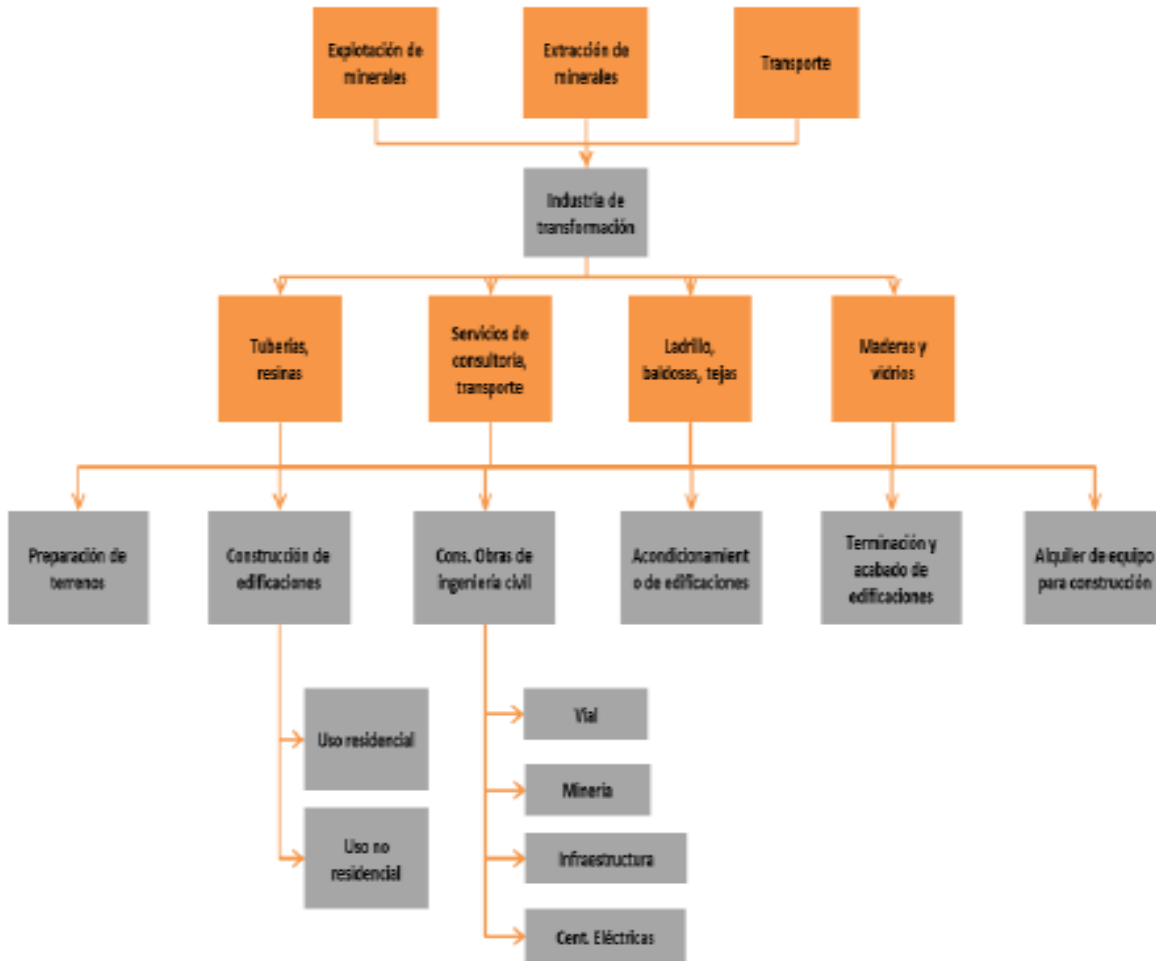 Explotación de
minerales
Extracción de
minerales
Transporte
Industria de
transformación
Tuberías,
resinas
Servicios de
consultoría,
transporte
Ladrillo,
baldosas, tejas
Maderas y
vidrios
Preparación de
terrenos
Construcción de
edificaciones
Cons. Obras de
ingeniería civil
Acondicionamient
o de edificaciones
Terminación y
acabado de
edificaciones
Alquiler de equipo
para construcción
Uso residencial
Uso no
residencial
Vial
Minería
Infraestructura
Cent. Eléctricas